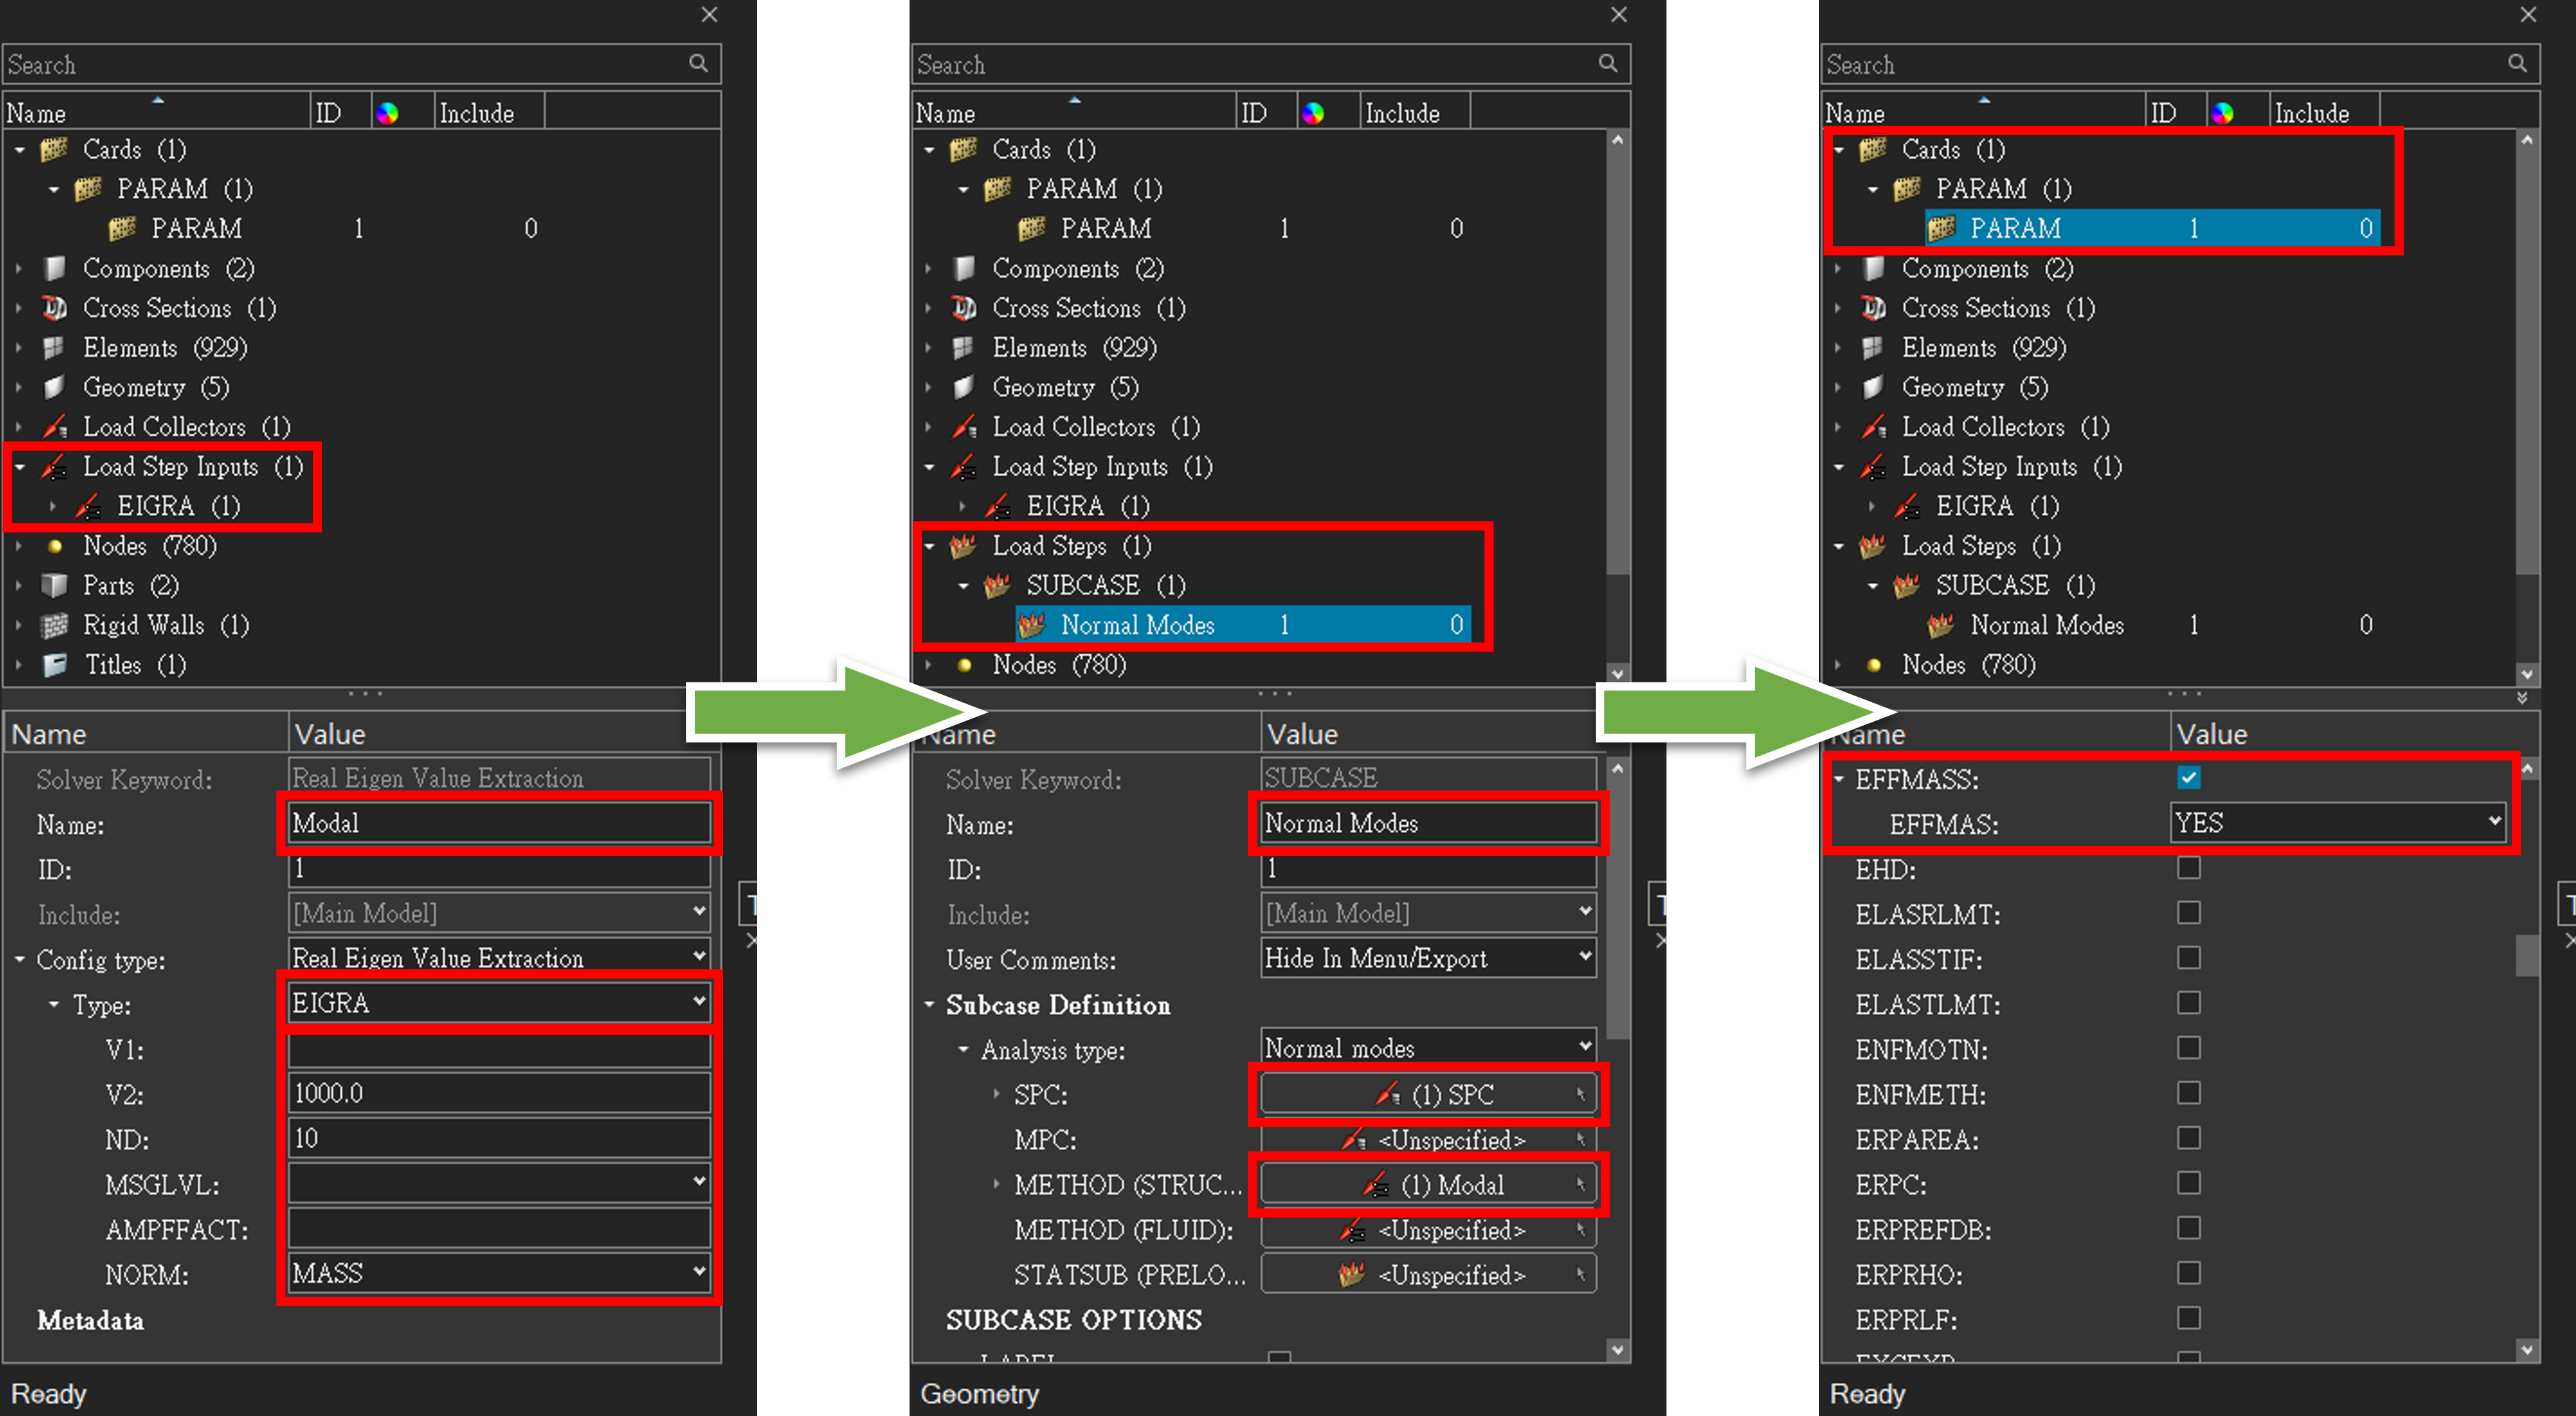 Search
Name ID Include
Cards (1)
PARAM (1)
PARAM 1 0
Components (2)
Cross Sections (1)
Elements (929)
Geometry (5)
Load Collectors (1)
Load Step Inputs (1)
EIGRA (1)
Nodes (780)
Parts (2)
Rigid Walls (1)
Titles (1)
Name Value
Solver Keyword: Real Eigen Value Extraction
Name: Modal
ID: 1
Include: [Main Model]
Config type: Real Eigen Value Extraction
Type: EIGRA
V1:
V2: 1000.0
ND: 10
MSGLVL:
AMPFFACT:
NORM: MASS
Metadata
Ready
Search
Name ID Include
Cards (1)
PARAM (1)
PARAM 1 0
Components (2)
Cross Sections (1)
Elements (929)
Geometry (5)
Load Collectors (1)
Load Step Inputs (1)
EIGRA (1)
Load Steps (1)
SUBCASE (1)
Normal Modes 1 0
Nodes (780)
Name Value
Solver Keyword: SUBCASE
Name: Normal Modes
ID: 1
Include: [Main Model]
User Comments: Hide In Menu/Export
Subcase Definition
Analysis type: Normal modes
SPC: (1) SPC
MPC: <Unspecified>
METHOD (STRUC... (1) Modal
METHOD (FLUID): <Unspecified>
STATSUB (PRELO... <Unspecified>
SUBCASE OPTIONS
Geometry
Search
Name ID Include
Cards (1)
PARAM (1)
PARAM 1 0
Components (2)
Cross Sections (1)
Elements (929)
Geometry (5)
Load Collectors (1)
Load Step Inputs (1)
EIGRA (1)
Load Steps (1)
SUBCASE (1)
Normal Modes 1 0
Nodes (780)
Name Value
EFFMASS:
EFFMAS: YES
EHD:
ELASRLMT:
ELASSTIF:
ELASTLMT:
ENFMOTN:
ENFMETH:
ERPAREA:
ERPC:
ERPREFDB:
ERPRHO:
ERPRLF:
Ready